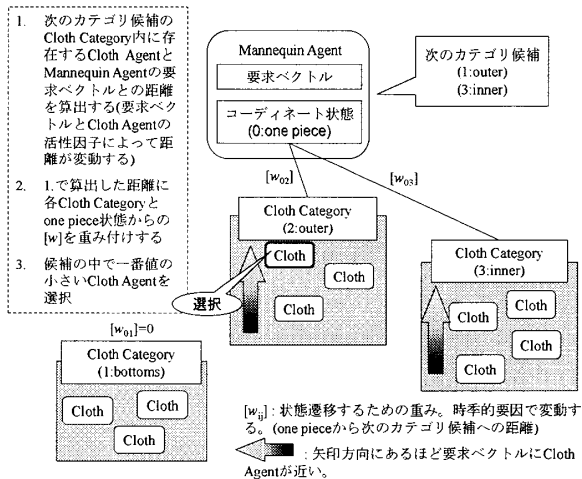 1. 次のカテゴリ候補の
Cloth Category内に存
在するCloth Agentと
Mannequin Agentの要
求ベクトルとの距離
を算出する(要求ベク
トルとCloth Agentの
活性因子によって距
離が変動する)
2. 1.で算出した距離に
各Cloth Categoryと
one piece状態からの
[w]を重み付けする
3. 候補の中で一番値の
小さいCloth Agentを
選択
Mannequin Agent
要求ベクトル
コーディネート状態
(0:one piece)
次のカテゴリ候補
(1:outer)
(3:inner)
[w02]
[w03]
Cloth Category
(2:outer)
Cloth
Cloth
Cloth
選択
Cloth Category
(3:inner)
Cloth
Cloth
Cloth
Cloth
[w01]=0
Cloth Category
(1:bottoms)
Cloth
Cloth
Cloth
[wij] : 状態遷移するための重み。時季的要因で変動す
る。(one pieceから次のカテゴリ候補への距離)
: 矢印方向にあるほど要求ベクトルにCloth
Agentが近い。